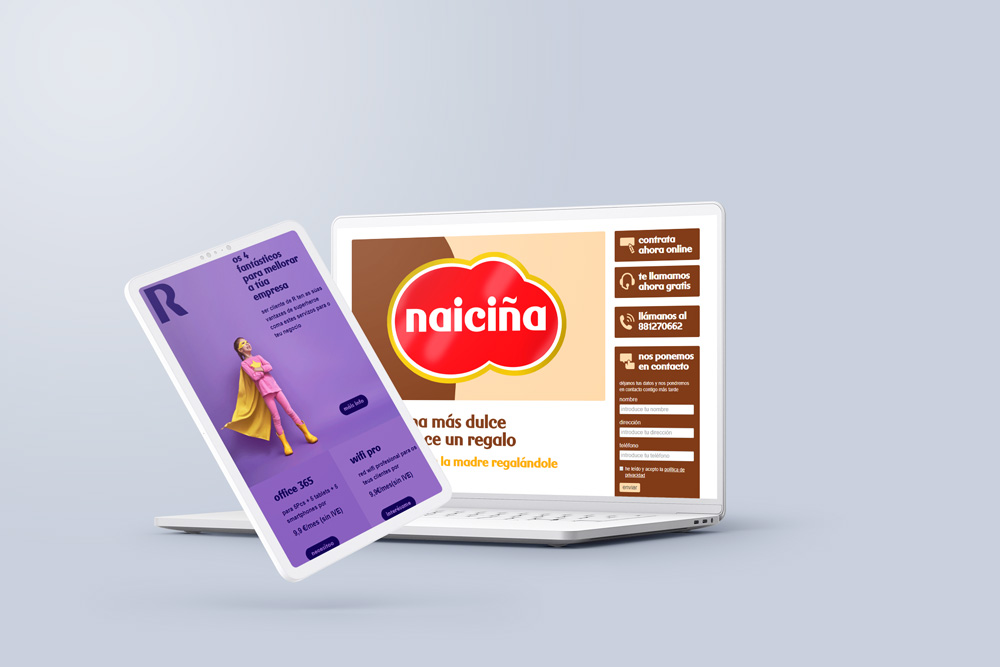 R
os 4
fantásticos
para mellorar
a túa
empresa
ser cliente de R ten as súas
vantaxes de superheroe
coma estes servizos para o
teu negocio
máis info
office 365
para 5Pcs + 5 tablets + 5
smartphones por
9.9 €/mes (sin IVE)
necesítoo
wifi pro
red wifi profesional para os
teus clientes por
9.9€/mes(sin IVE)
interésame
naiciña
más dulce
ce un regalo
la madre regalándole
contrata
ahora online
te llamamos
ahora gratis
llámanos al
881270662
nos ponemos
en contacto
déjanos tus datos y nos pondremos
en contacto contigo más tarde
nombre
introduce tu nombre
dirección
introduce tu dirección
teléfono
introduce tu teléfono
he leído y acepto la política de
privacidad
enviar